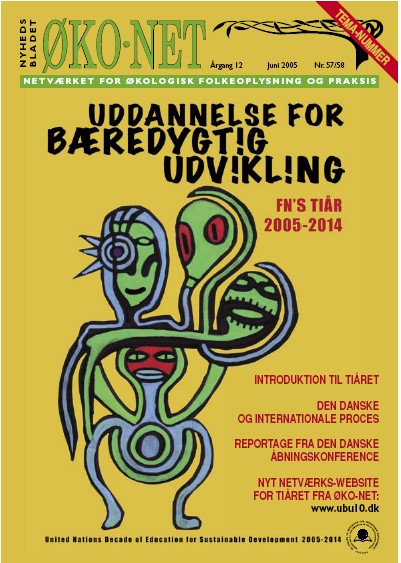 NYHEDS
BLADET
ØKO·NET
Årgang 12 Juni 2005 Nr. 57/58
TEMA-NUMMER
NETVÆRKET FOR ØKOLOGISK FOLKEOPLYSNING OG PRAKSIS
UDDANNELSE FOR
BÆREDYGT!G
UDV!KL!NG
FN'S TIÅR
2005-2014
INTRODUKTION TIL TIÅRET
DEN DANSKE
OG INTERNATIONALE PROCES
REPORTAGE FRA DEN DANSKE
ÅBNINGSKONFERENCE
NYT NETVÆRKS-WEBSITE
FOR TIÅRET FRA ØKO-NET:
www.ubu10.dk
United Nations Decade of Education for Sustainable Development 2005-2014